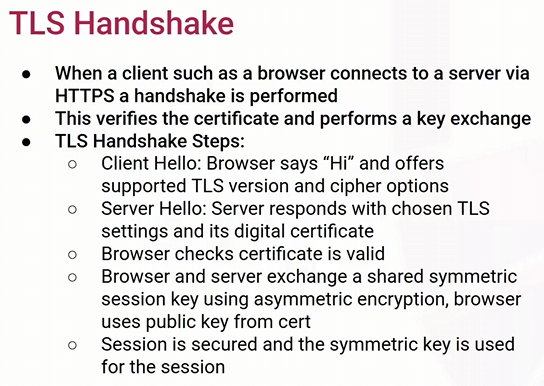 TLS Handshake
● When a client such as a browser connects to a server via
HTTPS a handshake is performed
● This verifies the certificate and performs a key exchange
● TLS Handshake Steps:
○ Client Hello: Browser says “Hi” and offers
supported TLS version and cipher options
○ Server Hello: Server responds with chosen TLS
settings and its digital certificate
○ Browser checks certificate is valid
○ Browser and server exchange a shared symmetric
session key using asymmetric encryption, browser
uses public key from cert
○ Session is secured and the symmetric key is used
for the session